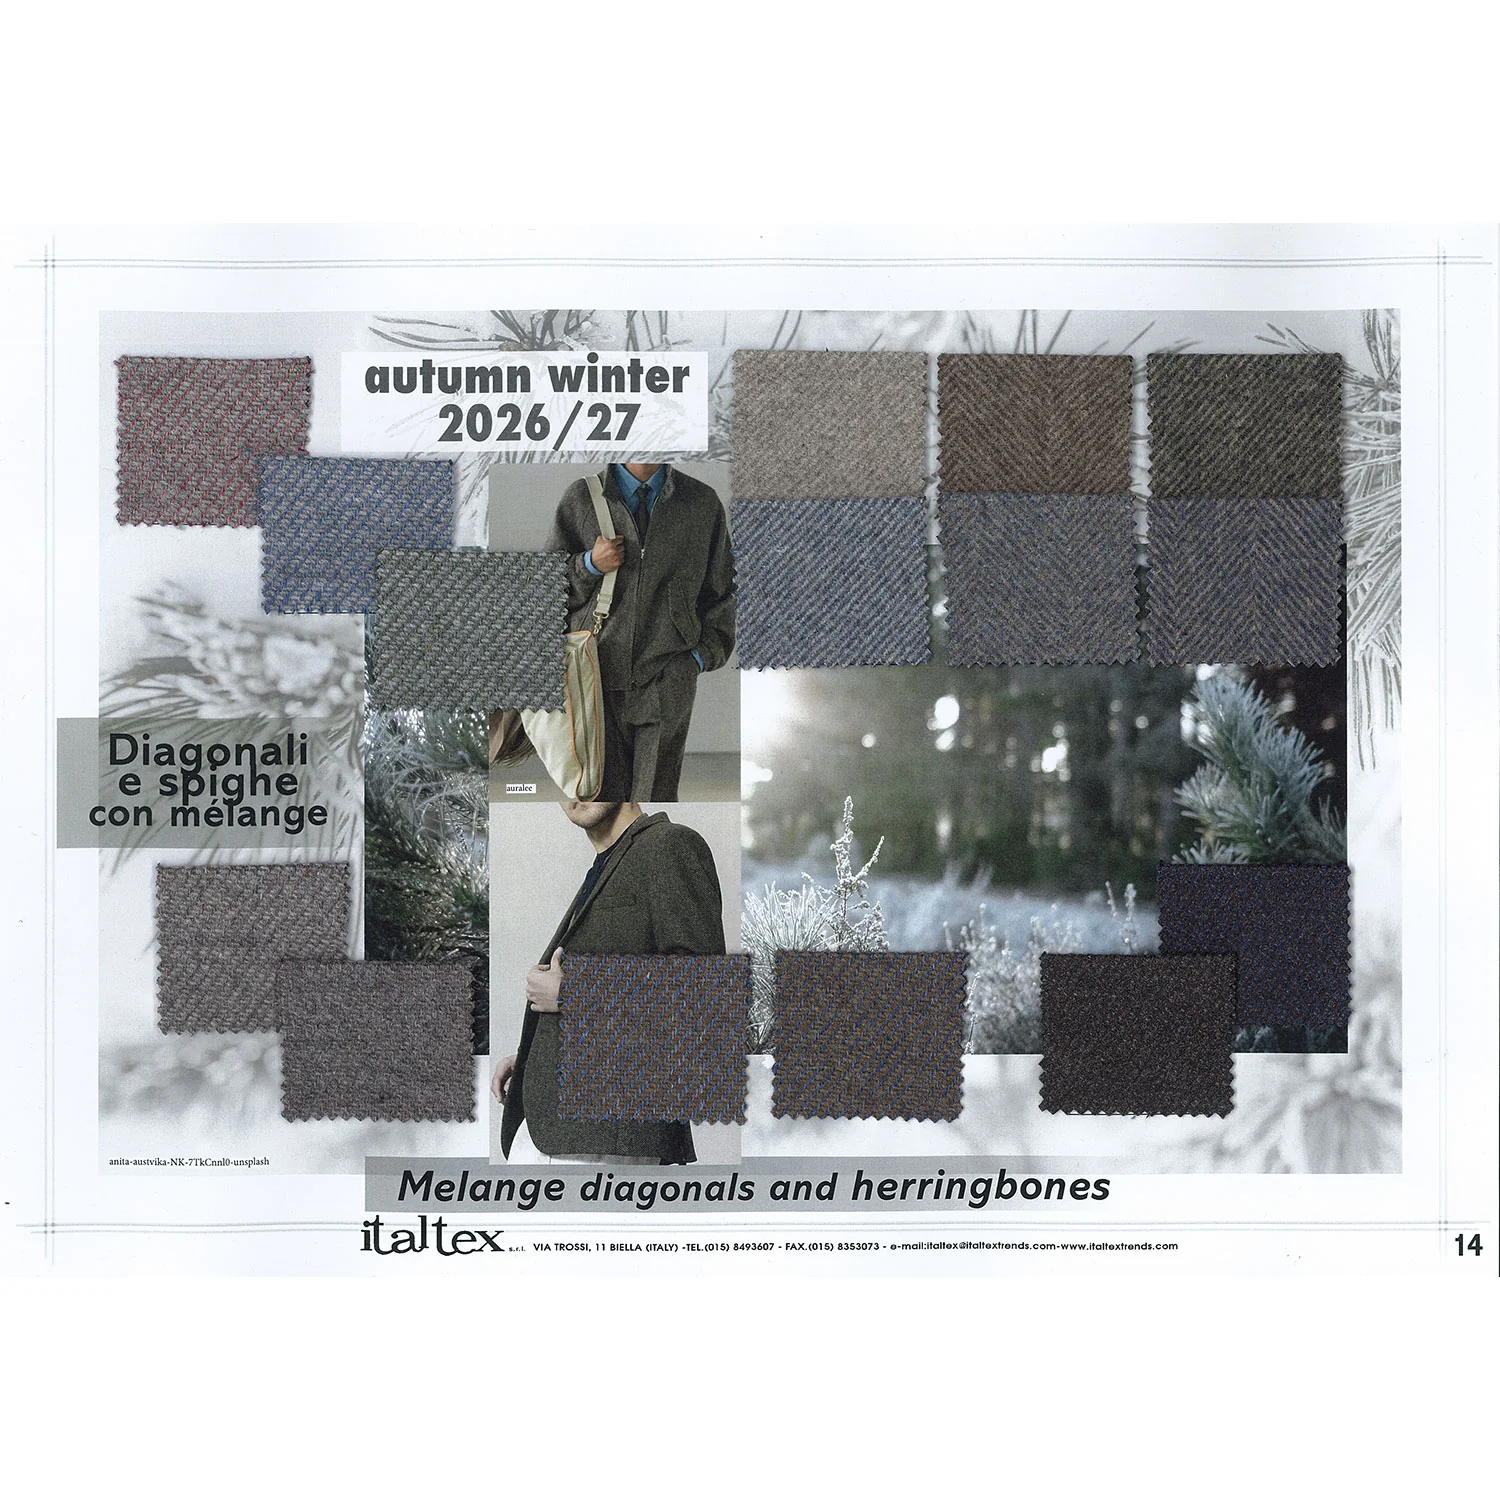 autumn winter
2026/27
auralee
Diagonali
e spighe
con mélange
anita-austvika-NK-7TkCnnl0-unsplash
Melange diagonals and herringbones
italtex s.r.l. VIA TROSSI, 11 BIELLA (ITALY) -TEL.(015) 8493607 - FAX.(015) 8353073 - e-mail:italtex@italtextrends.com-www.italtextrends.com
14